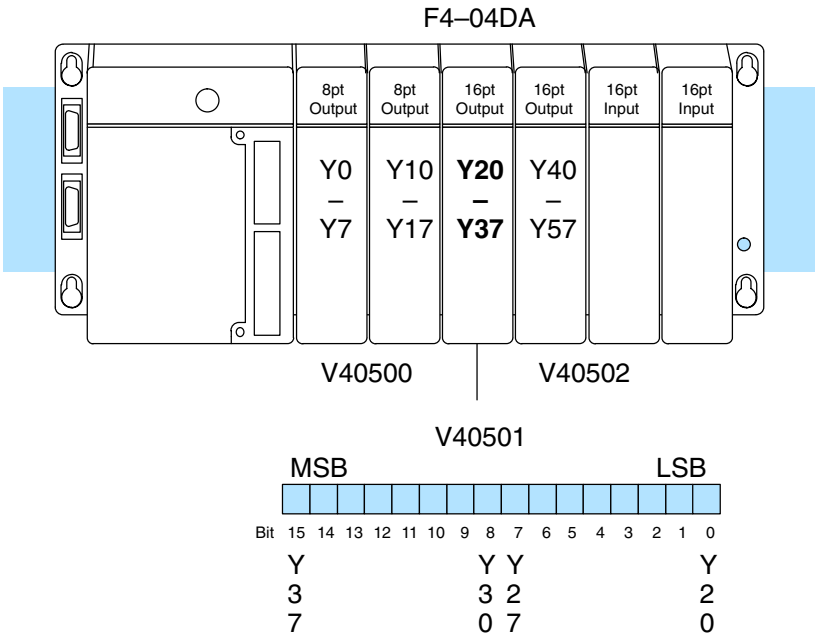 F4–04DA
8pt Output
8pt Output
16pt Output
16pt Output
16pt Input
16pt Input
Y0 – Y7
Y10 – Y17
Y20 – Y37
Y40 – Y57
V40500
V40502
V40501
MSB
LSB
Bit 15 14 13 12 11 10 9 8 7 6 5 4 3 2 1 0
Y Y Y Y
3 3 2 2
7 0 7 0